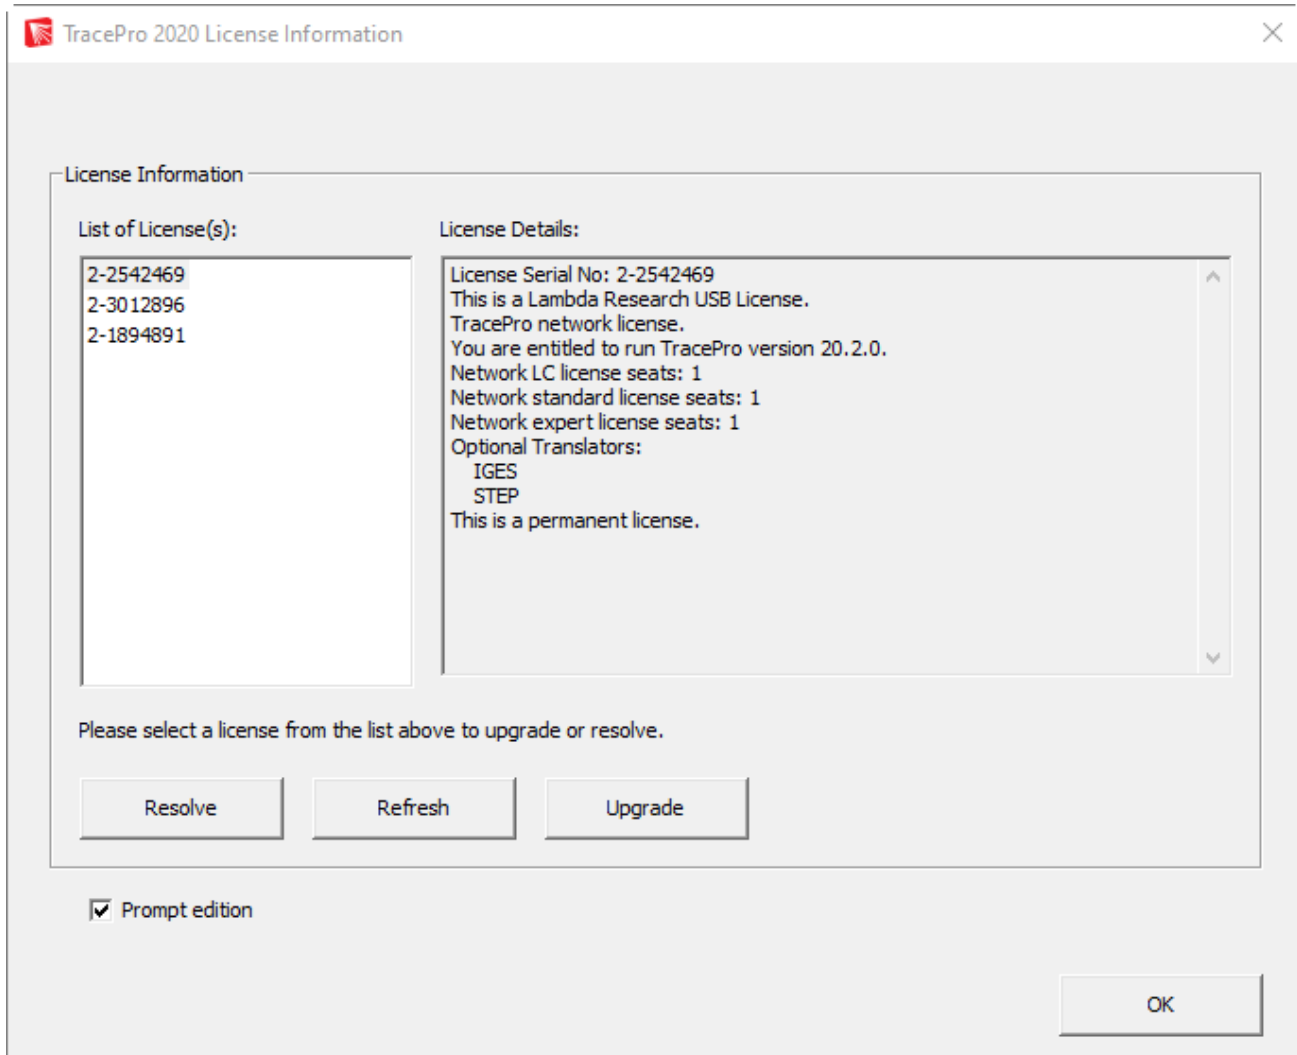 TracePro 2020 License Information
License Information
List of License(s):
2-2542469
2-3012896
2-1894891
License Details:
License Serial No: 2-2542469
This is a Lambda Research USB License.
TracePro network license.
You are entitled to run TracePro version 20.2.0.
Network LC license seats: 1
Network standard license seats: 1
Network expert license seats: 1
Optional Translators:
IGES
STEP
This is a permanent license.
Please select a license from the list above to upgrade or resolve.
Resolve
Refresh
Upgrade
Prompt edition
OK